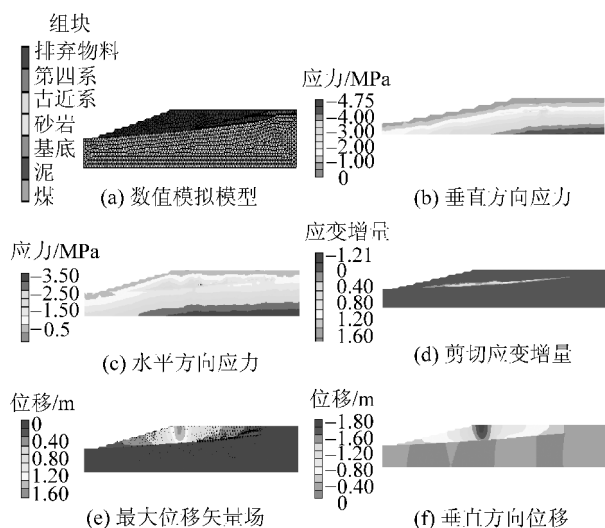 组块
排弃物料
第四系
古近系
砂岩
基底
泥
煤
(a) 数值模拟模型
应力/MPa
-4.75
-4.00
-3.00
-2.00
-1.00
0
(b) 垂直方向应力
应力/MPa
-3.50
-2.50
-1.50
-0.5
(c) 水平方向应力
应变增量
-1.21
0
0.40
0.80
1.20
1.60
(d) 剪切应变增量
位移/m
0
0.40
0.80
1.20
1.60
(e) 最大位移矢量场
位移/m
-1.80
-1.60
-1.20
-0.80
-0.40
0
(f) 垂直方向位移